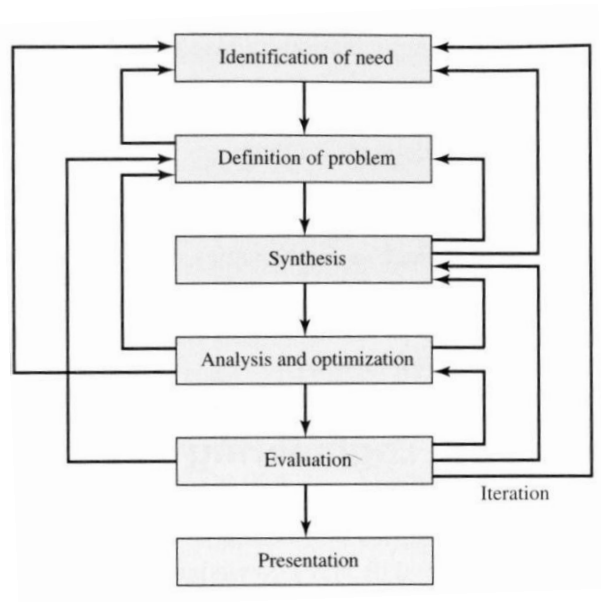 Identification of need
Definition of problem
Synthesis
Analysis and optimization
Evaluation
Iteration
Presentation